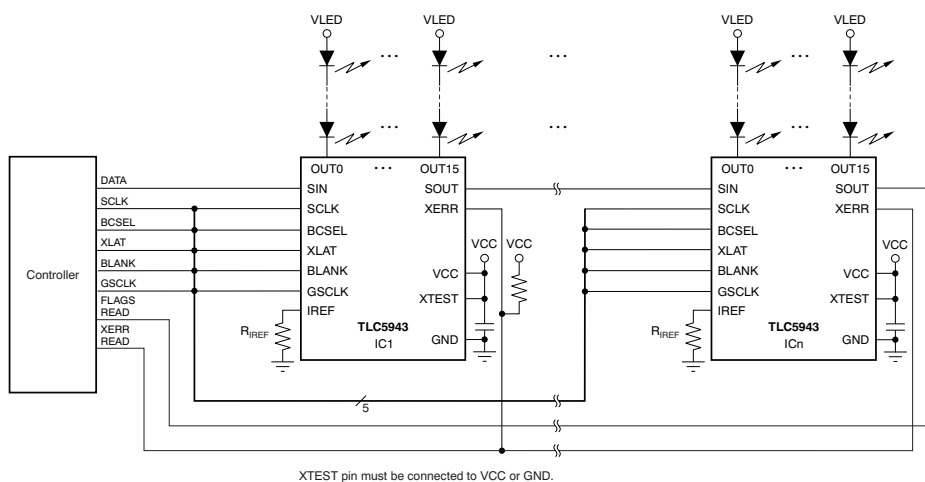 VLED VLED VLED VLED
... ... ...
... ... ...
OUT0 ... OUT15 OUT0 ... OUT15
DATA SIN SOUT SIN SOUT
SCLK SCLK XERR SCLK XERR
BCSEL BCSEL VCC VCC BCSEL VCC
XLAT XLAT XLAT
Controller BLANK BLANK VCC BLANK VCC
GSCLK GSCLK XTEST GSCLK XTEST
FLAGS
READ IREF IREF
XERR
READ RIREF TLC5943 GND RIREF TLC5943 GND
IC1 ICn
5
XTEST pin must be connected to VCC or GND.